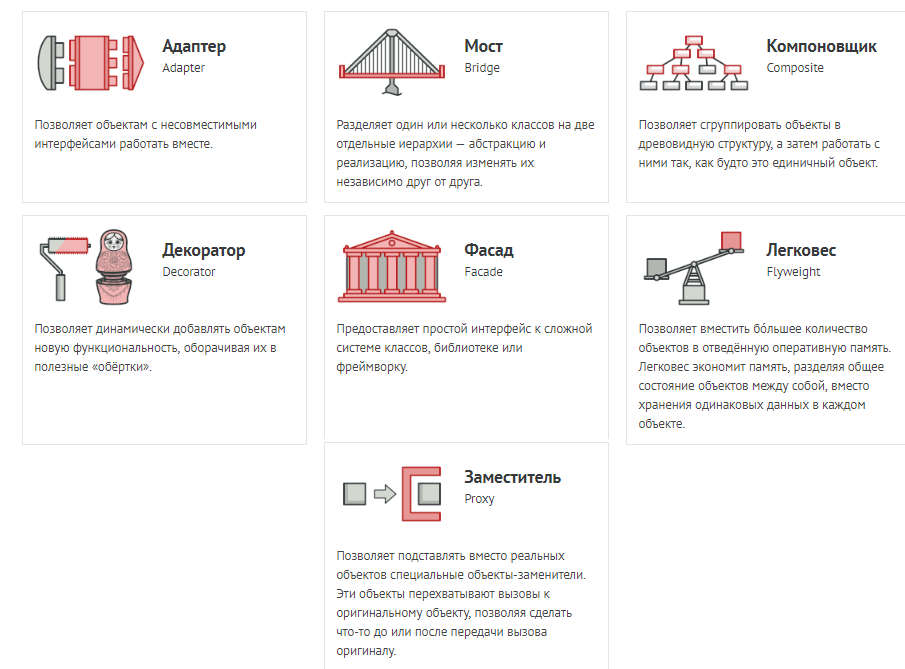 Адаптер
Adapter
Позволяет объектам с несовместимыми
интерфейсами работать вместе.
Мост
Bridge
Разделяет один или несколько классов на две
отдельные иерархии — абстракцию и
реализацию, позволяя изменять их
независимо друг от друга.
Компоновщик
Composite
Позволяет сгруппировать объекты в
древовидную структуру, а затем работать с
ними так, как будто это единичный объект.
Декоратор
Decorator
Позволяет динамически добавлять объектам
новую функциональность, оборачивая их в
полезные «обёртки».
Фасад
Facade
Предоставляет простой интерфейс к сложной
системе классов, библиотеке или
фреймворку.
Легковес
Flyweight
Позволяет вместить бо́льшее количество
объектов в отведённую оперативную память.
Легковес экономит память, разделяя общее
состояние объектов между собой, вместо
хранения одинаковых данных в каждом
объекте.
Заместитель
Proxy
Позволяет подставлять вместо реальных
объектов специальные объекты-заменители.
Эти объекты перехватывают вызовы к
оригинальному объекту, позволяя сделать
что-то до или после передачи вызова
оригиналу.